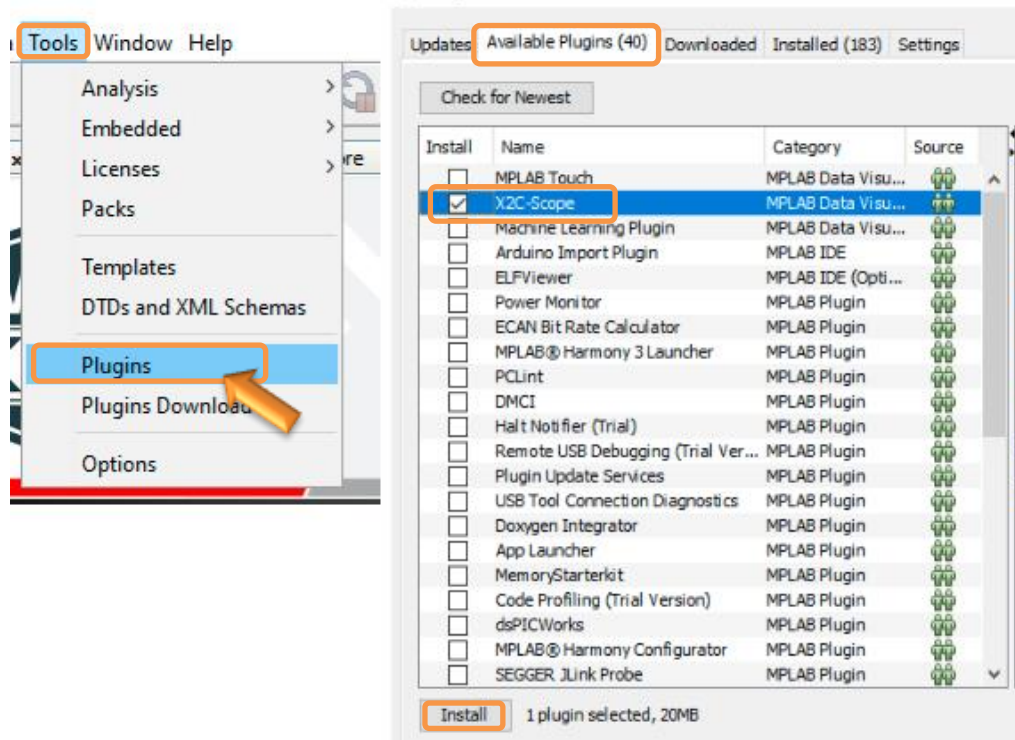 Tools Window Help
Analysis
Embedded
Licenses
Packs
Templates
DTDs and XML Schemas
Plugins
Plugins Download
Options
Updates Available Plugins (40) Downloaded Installed (183) Settings
Check for Newest
Install Name Category Source
MPLAB Touch MPLAB Data Visu...
X2C-Scope MPLAB Data Visu...
Machine Learning Plugin MPLAB Data Visu...
Arduino Import Plugin MPLAB IDE
ELFViewer MPLAB IDE (Opti...
Power Monitor MPLAB Plugin
ECAN Bit Rate Calculator MPLAB Plugin
MPLAB® Harmony 3 Launcher MPLAB Plugin
PCLint MPLAB Plugin
DMCI MPLAB Plugin
Halt Notifier (Trial) MPLAB Plugin
Remote USB Debugging (Trial Ver... MPLAB Plugin
Plugin Update Services MPLAB Plugin
USB Tool Connection Diagnostics MPLAB Plugin
Doxygen Integrator MPLAB Plugin
App Launcher MPLAB Plugin
MemoryStarterkit MPLAB Plugin
Code Profiling (Trial Version) MPLAB Plugin
dsPICWorks MPLAB Plugin
MPLAB® Harmony Configurator MPLAB Plugin
SEGGER JLink Probe MPLAB Plugin
Install 1 plugin selected, 20MB